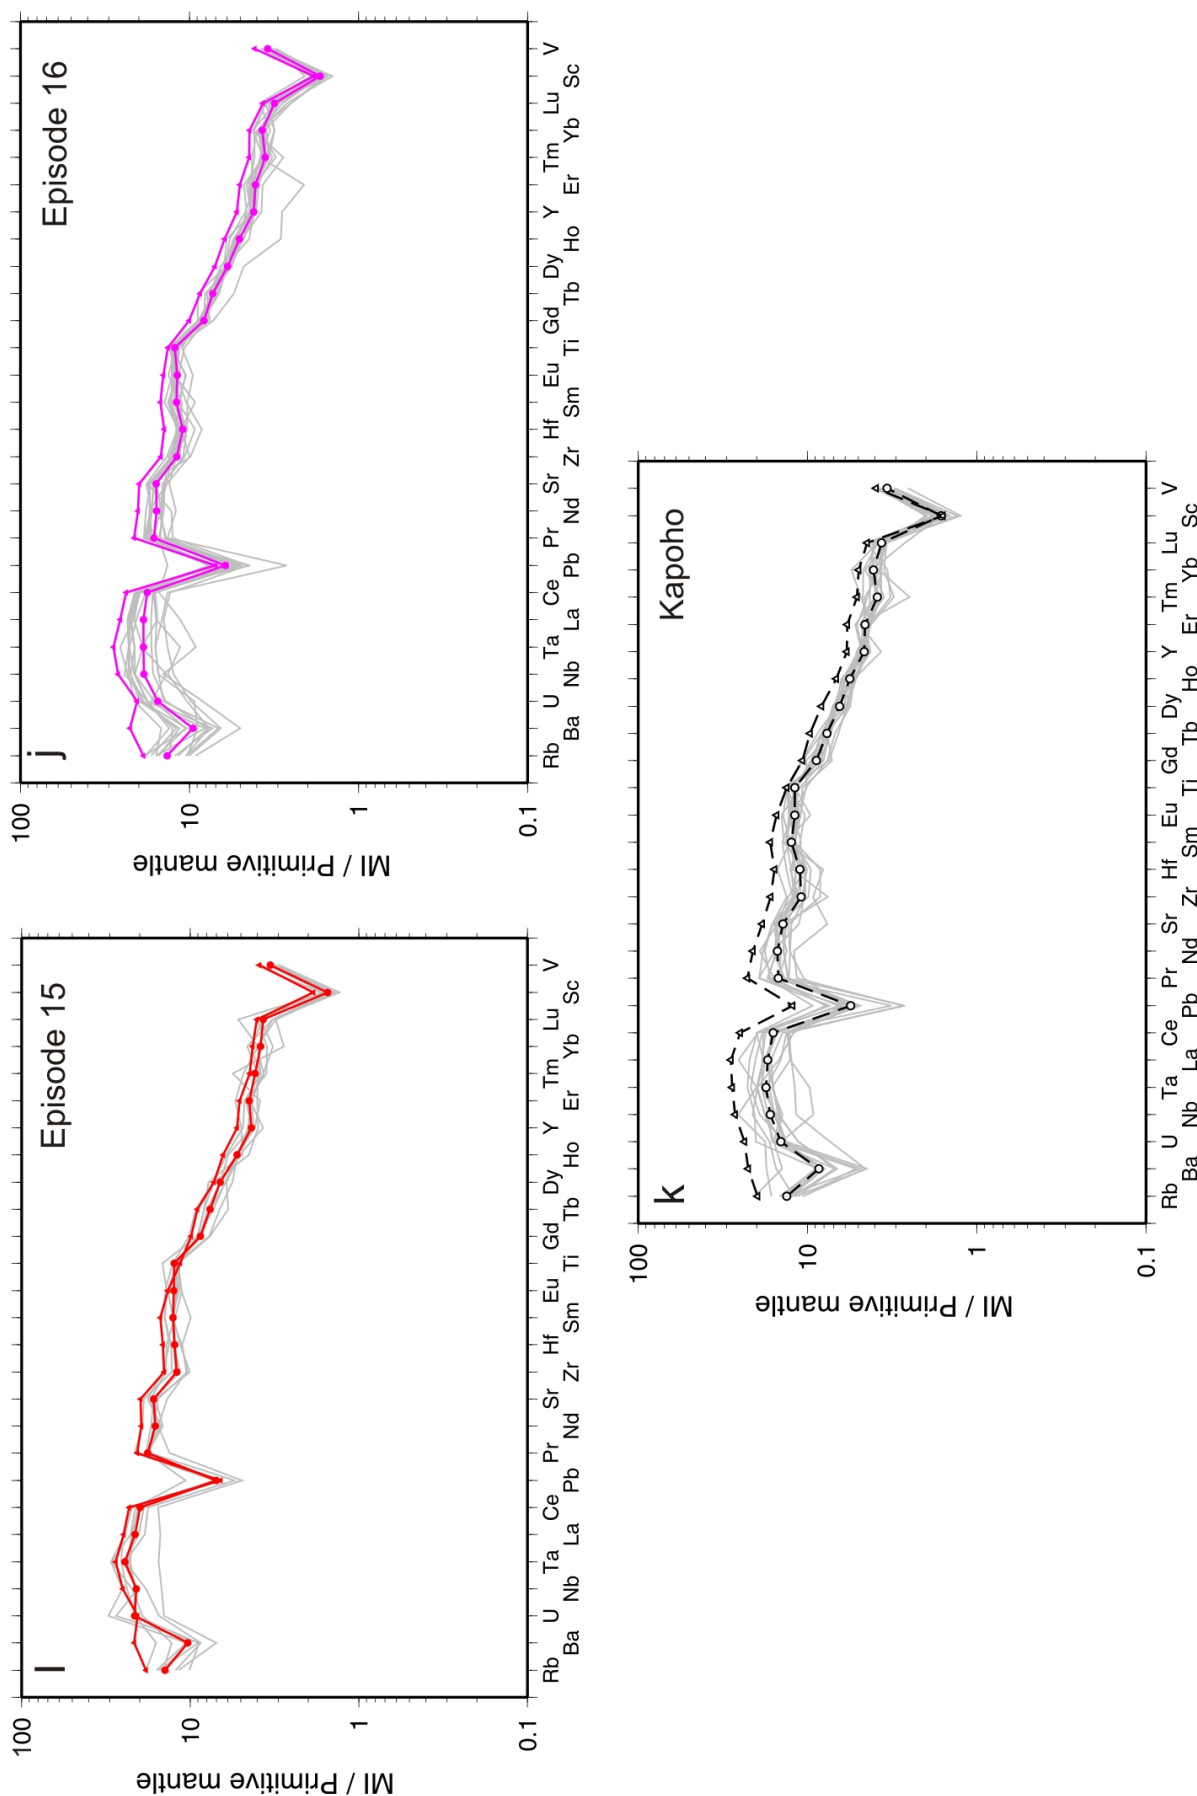 I
Episode 15
MI / Primitive mantle
100
10
1
0.1
Rb U Ta Ce Pr Sr Hf Eu Gd Dy Y Tm Lu V
Ba Nb La Pb Nd Zr Sm Ti Tb Ho Er Yb Sc
j
Episode 16
MI / Primitive mantle
100
10
1
0.1
Rb U Ta Ce Pr Sr Hf Eu Gd Dy Y Tm Lu V
Ba Nb La Pb Nd Zr Sm Ti Tb Ho Er Yb Sc
k
Kapoho
MI / Primitive mantle
100
10
1
0.1
Rb U Ta Ce Pr Sr Hf Eu Gd Dy Y Tm Lu V
Ba Nb La Pb Nd Zr Sm Ti Tb Ho Er Yb Sc